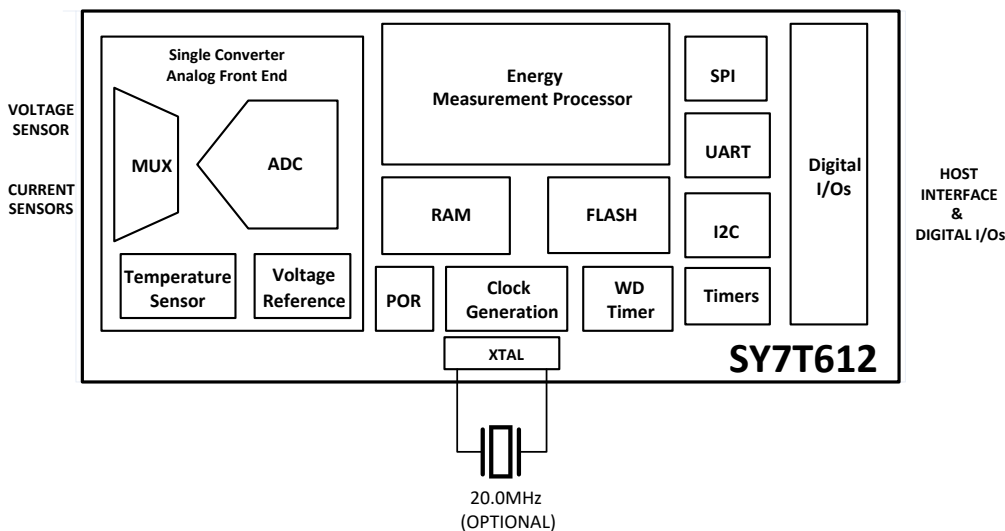 Single Converter
Analog Front End
Energy
Measurement Processor
SPI
VOLTAGE
SENSOR
MUX
ADC
UART
Digital
I/Os
CURRENT
SENSORS
RAM
FLASH
I2C
HOST
INTERFACE
&
DIGITAL I/Os
Temperature
Sensor
Voltage
Reference
POR
Clock
Generation
WD
Timer
Timers
XTAL
SY7T612
20.0MHz
(OPTIONAL)